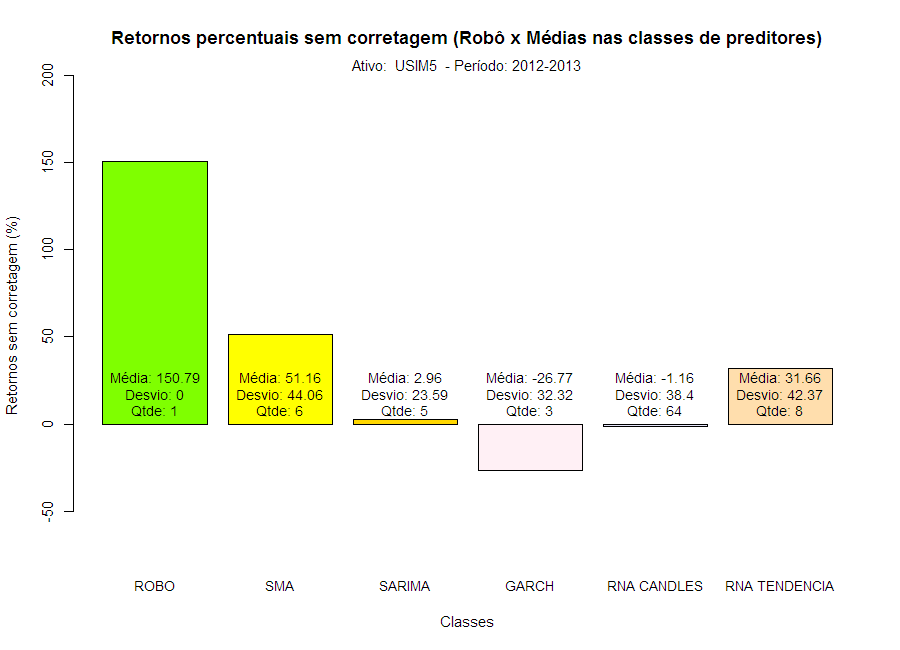 Retornos percentuais sem corretagem (Robô x Médias nas classes de preditores)
Ativo: USIM5 - Período: 2012-2013
Retornos sem corretagem (%)
200
150
100
50
0
-50
Média: 150.79
Desvio: 0
Qtde: 1
Média: 51.16
Desvio: 44.06
Qtde: 6
Média: 2.96
Desvio: 23.59
Qtde: 5
Média: -26.77
Desvio: 32.32
Qtde: 3
Média: -1.16
Desvio: 38.4
Qtde: 64
Média: 31.66
Desvio: 42.37
Qtde: 8
ROBO
SMA
SARIMA
GARCH
RNA CANDLES
RNA TENDENCIA
Classes